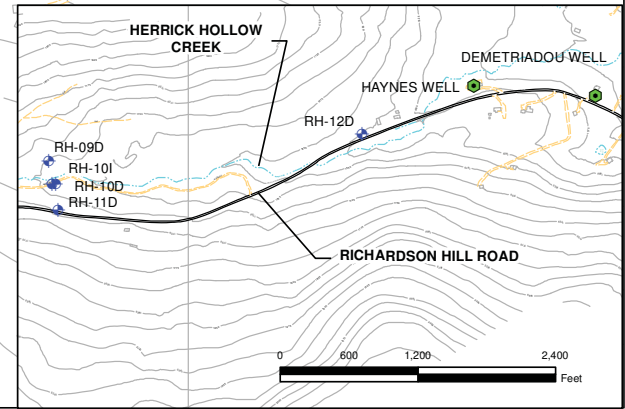 HERRICK HOLLOW
CREEK
DEMETRIADOU WELL
HAYNES WELL
RH-12D
RH-09D
RH-10I
RH-10D
RH-11D
RICHARDSON HILL ROAD
0 600 1,200 2,400
Feet